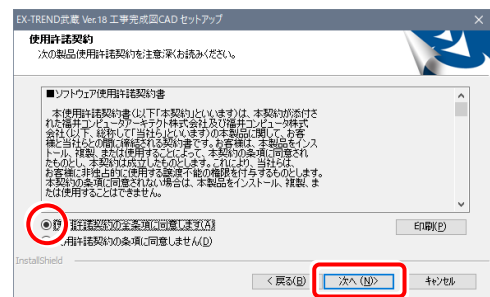 EX-TREND武蔵 Ver.18 工事完成図CAD セットアップ
使用許諾契約
次の製品使用許諾契約を注意深くお読みください。
■ソフトウェア使用許諾契約書
本使用許諾契約書(以下「本契約」といいます)は、本契約が添付さ
れた福井コンピュータアーキテクト株式会社及び福井コンピュータ株式
会社(以下、総称して「当社ら」といいます)の本製品に関して、お客
様と当社らとの間に締結される契約書です。お客様は、本製品をインス
トール、複製、または使用することによって、本契約の条項に同意され
たものとし、本契約は成立したものとします。これにより、当社らは、
お客様に非独占的に使用する譲渡不能の権限を付与するものとします。
本契約の条項に同意されない場合は、本製品をインストール、複製、ま
たは使用することはできません。
使用許諾契約の全条項に同意します(A)
印刷(P)
使用許諾契約の条項に同意しません(D)
InstallShield
< 戻る(B)
次へ (N)>
キャンセル